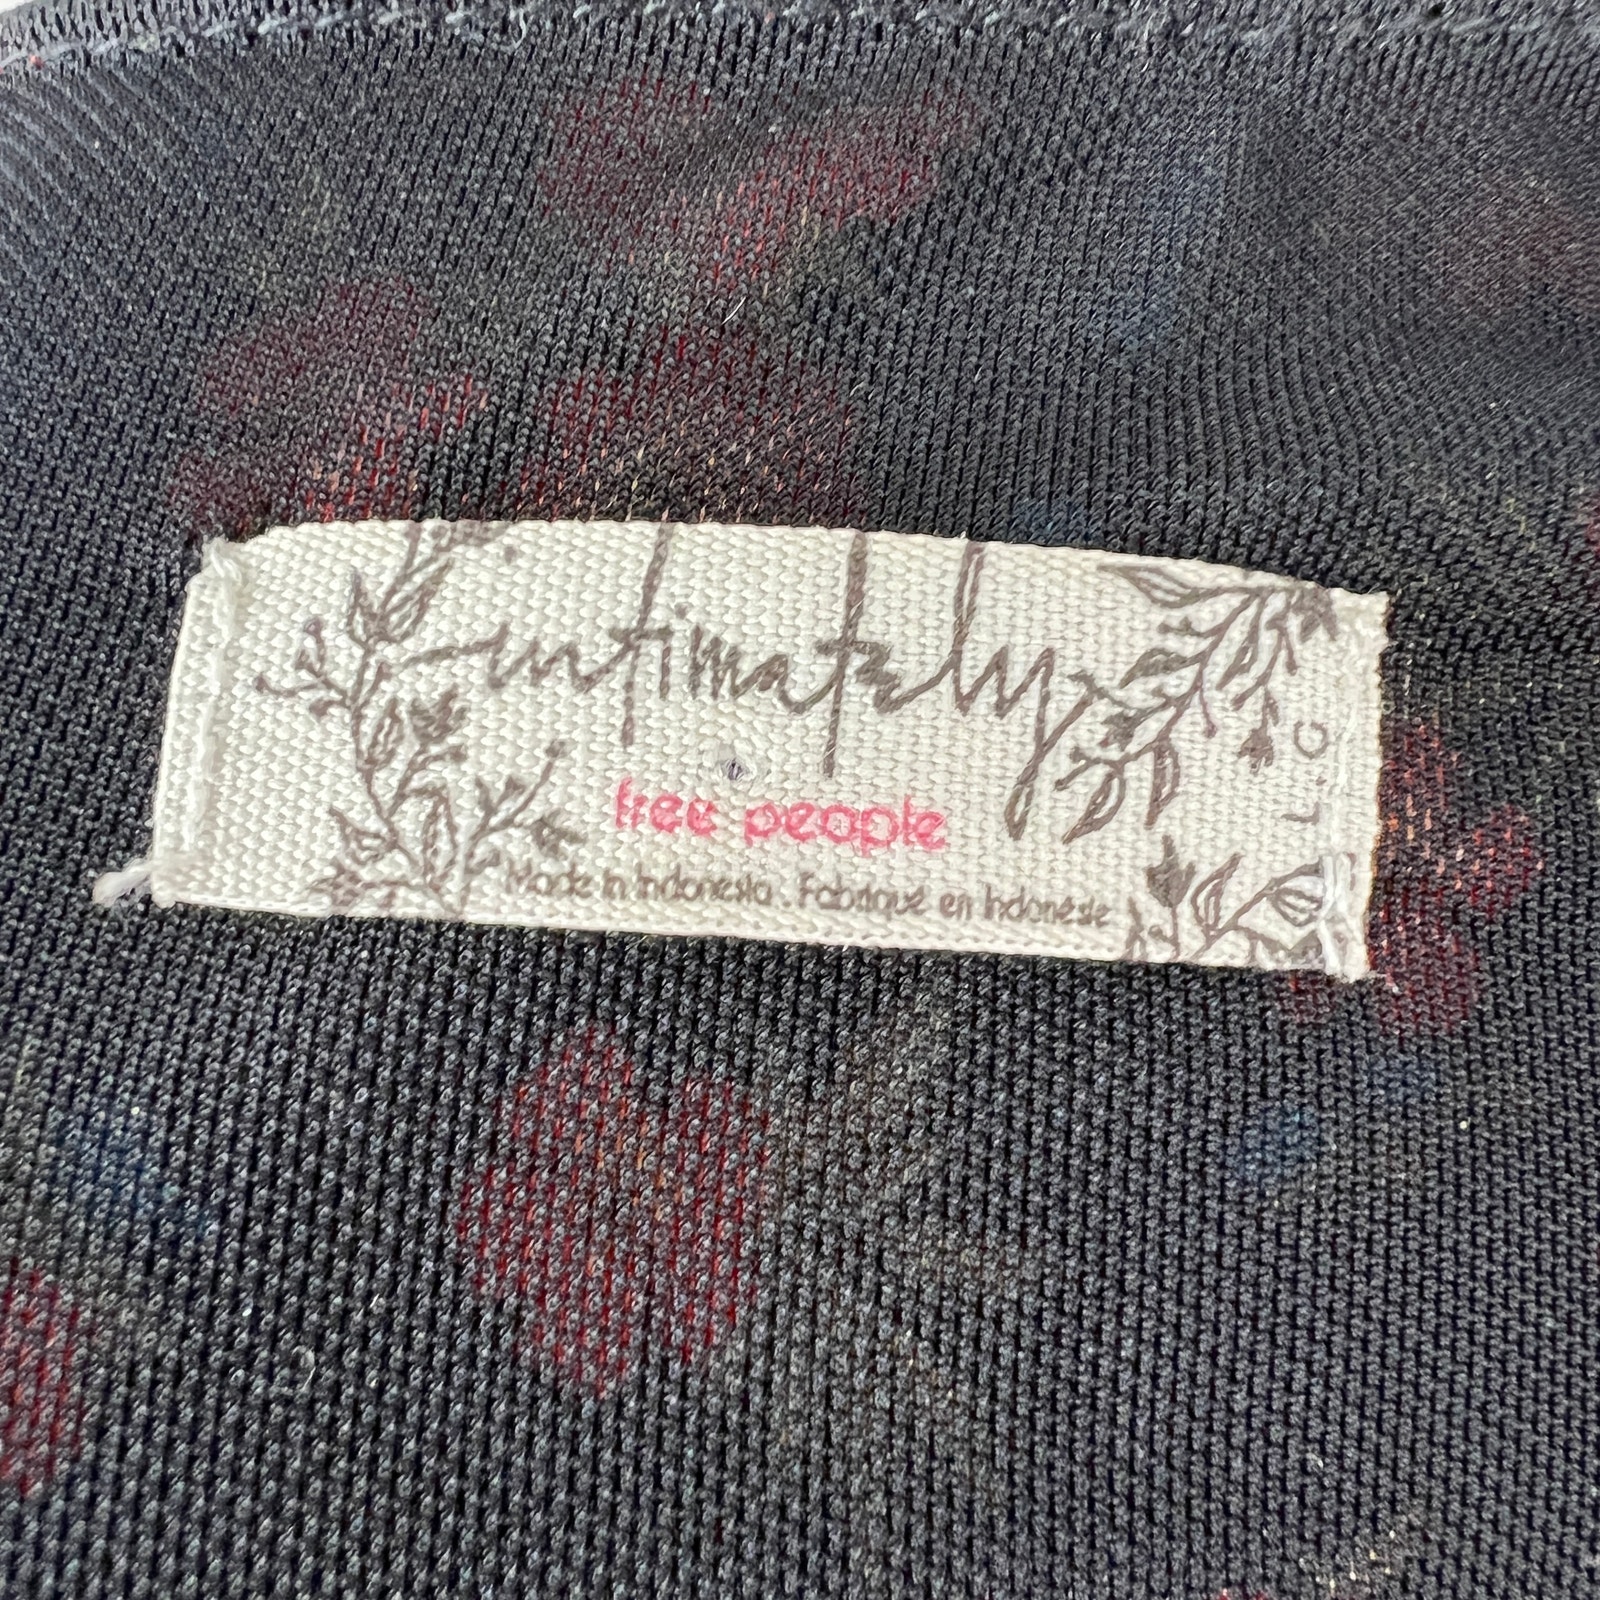 intimately
free people
Made in Indonesia . Fabriqué en Indonésie